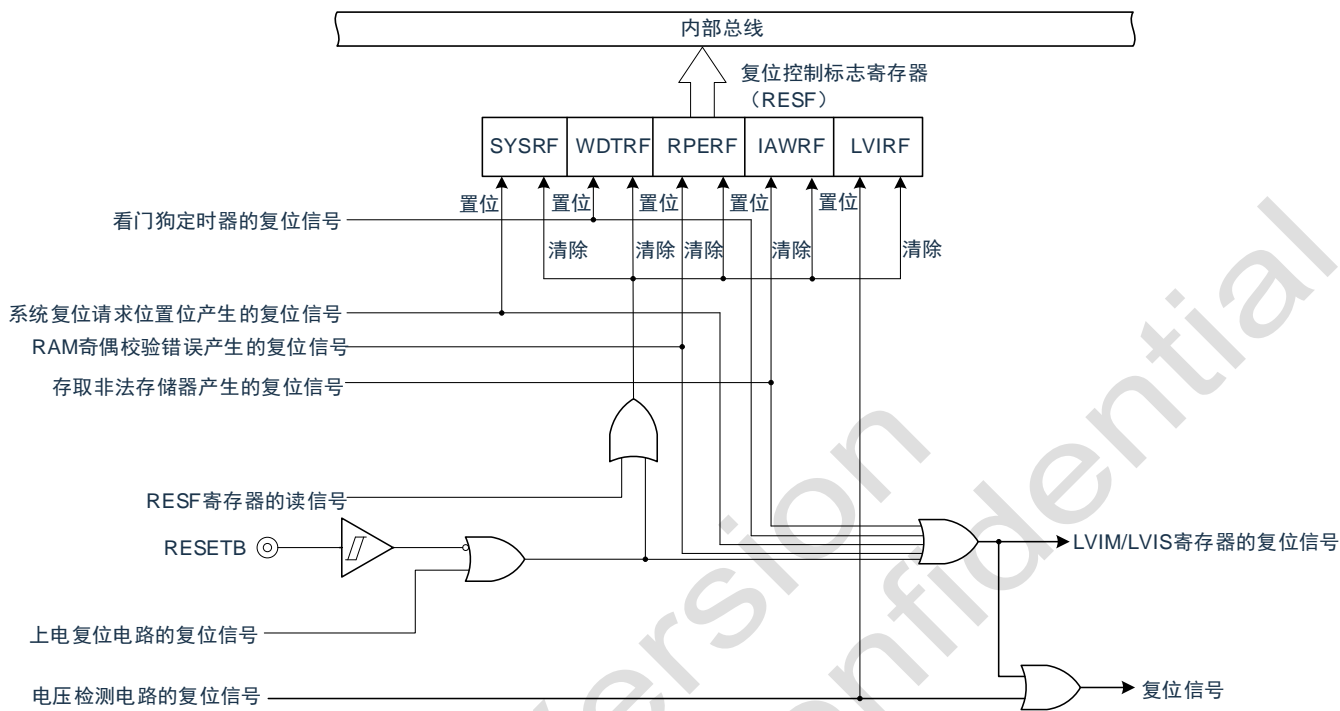 内部总线
复位控制标志寄存器
（RESF）
SYSRF WDTRF RPERF IAWRF LVIRF
置位 置位 置位 置位 置位
看门狗定时器的复位信号
清除 清除 清除 清除 清除
系统复位请求位置位产生的复位信号
RAM奇偶校验错误产生的复位信号
存取非法存储器产生的复位信号
RESF寄存器的读信号
RESETB
LVIM/LVIS寄存器的复位信号
上电复位电路的复位信号
电压检测电路的复位信号
复位信号
ersion
onfidential